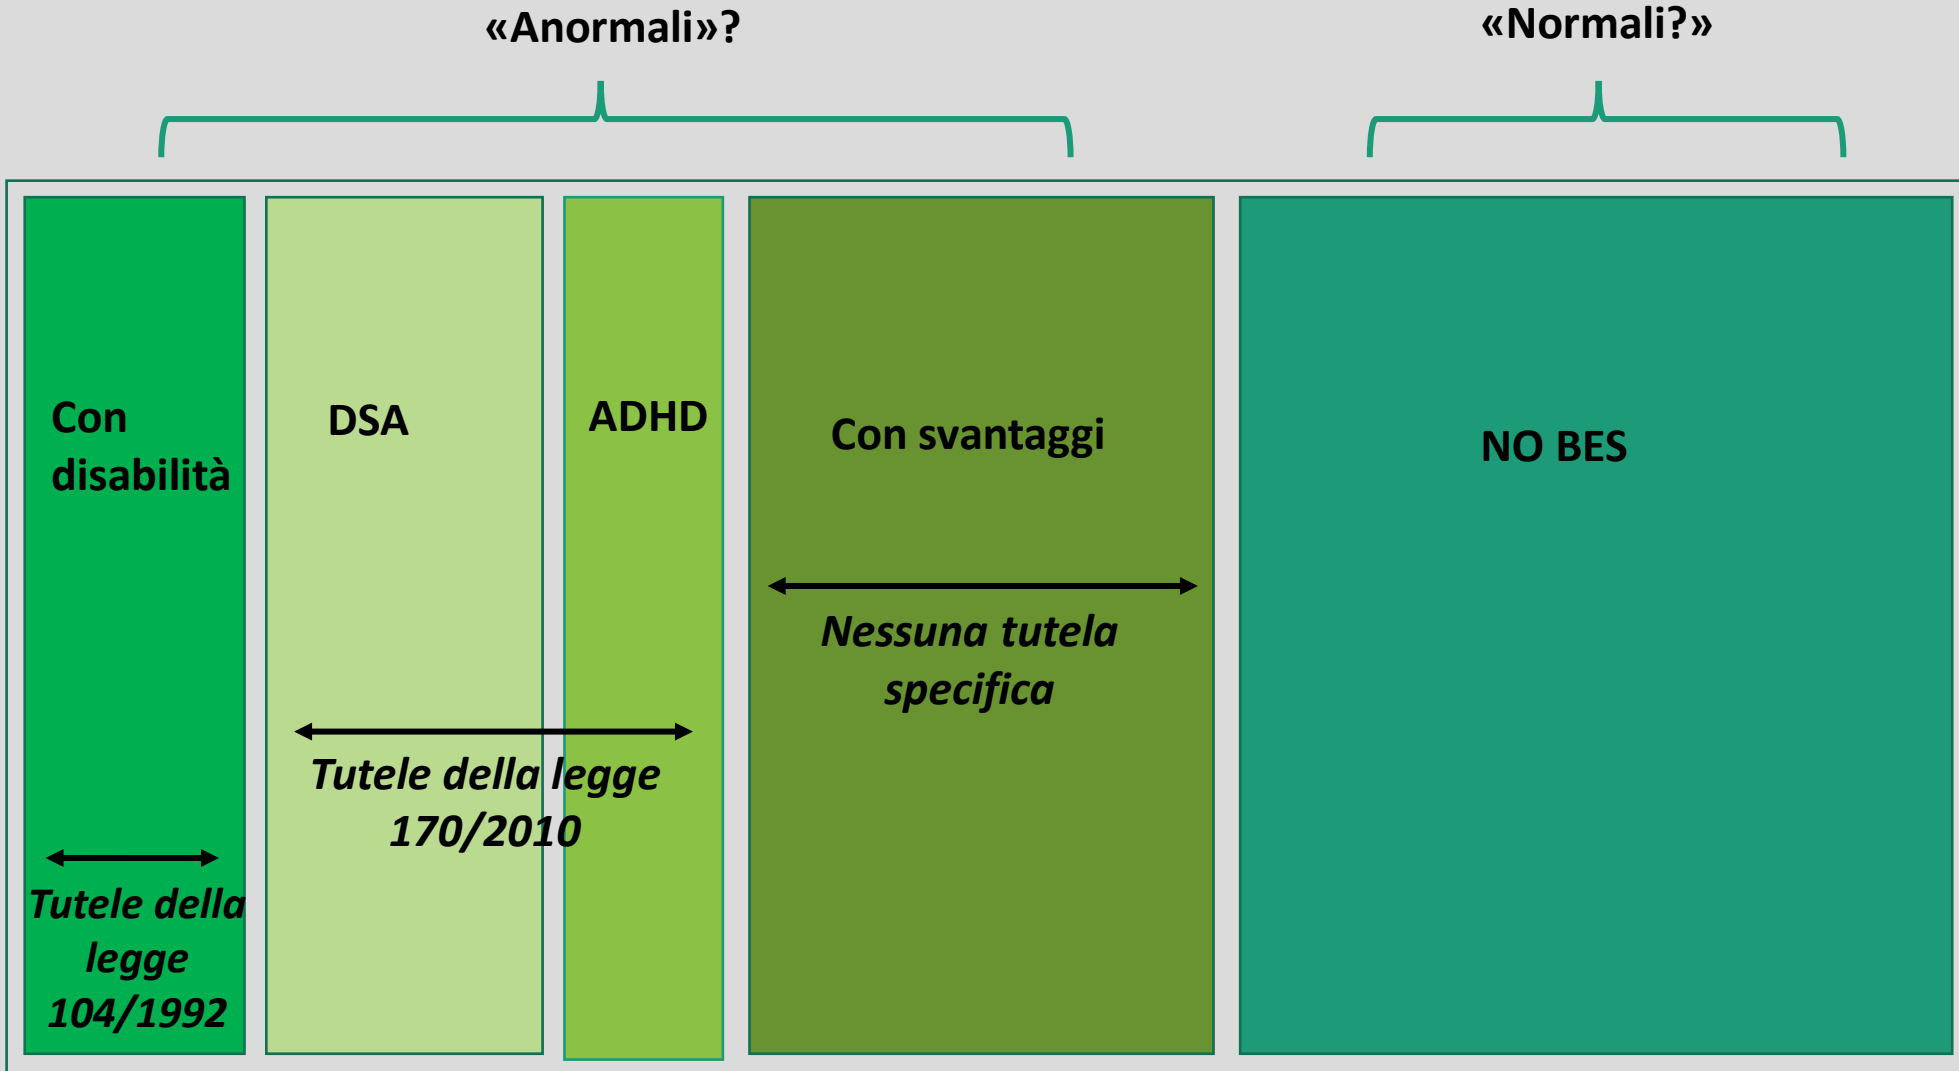 «Anormali»?
«Normali?»
Con
disabilità
DSA
ADHD
Con svantaggi
NO BES
Nessuna tutela
specifica
Tutele della legge
170/2010
Tutele della
legge
104/1992